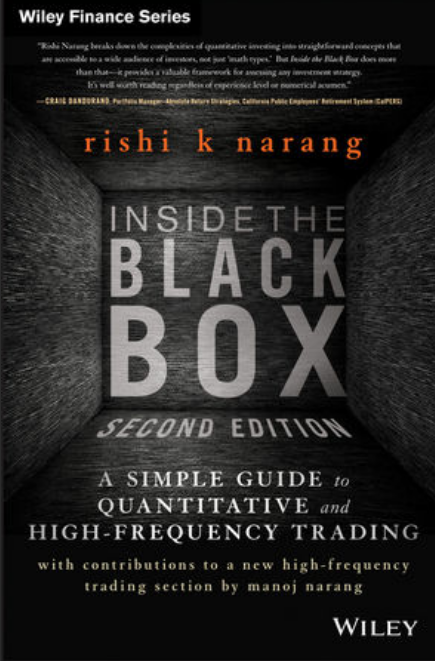 Wiley Finance Series
"Rishi Narang breaks down the complexities of quantitative investing into straightforward concepts that
are accessible to a wide audience of investors, not just 'math types.' But Inside the Black Box does more
than that—it provides a valuable framework for assessing any investment strategy.
It's well worth reading regardless of experience level or numerical acumen."
—CRAIG DANDURAND, Portfolio Manager—Absolute Return Strategies, California Public Employees' Retirement System (CalPERS)
rishi k narang
INSIDE THE
BLACK
BOX
SECOND EDITION
A SIMPLE GUIDE to
QUANTITATIVE and
HIGH-FREQUENCY TRADING
with contributions to a new high-frequency
trading section by manoj narang
WILEY